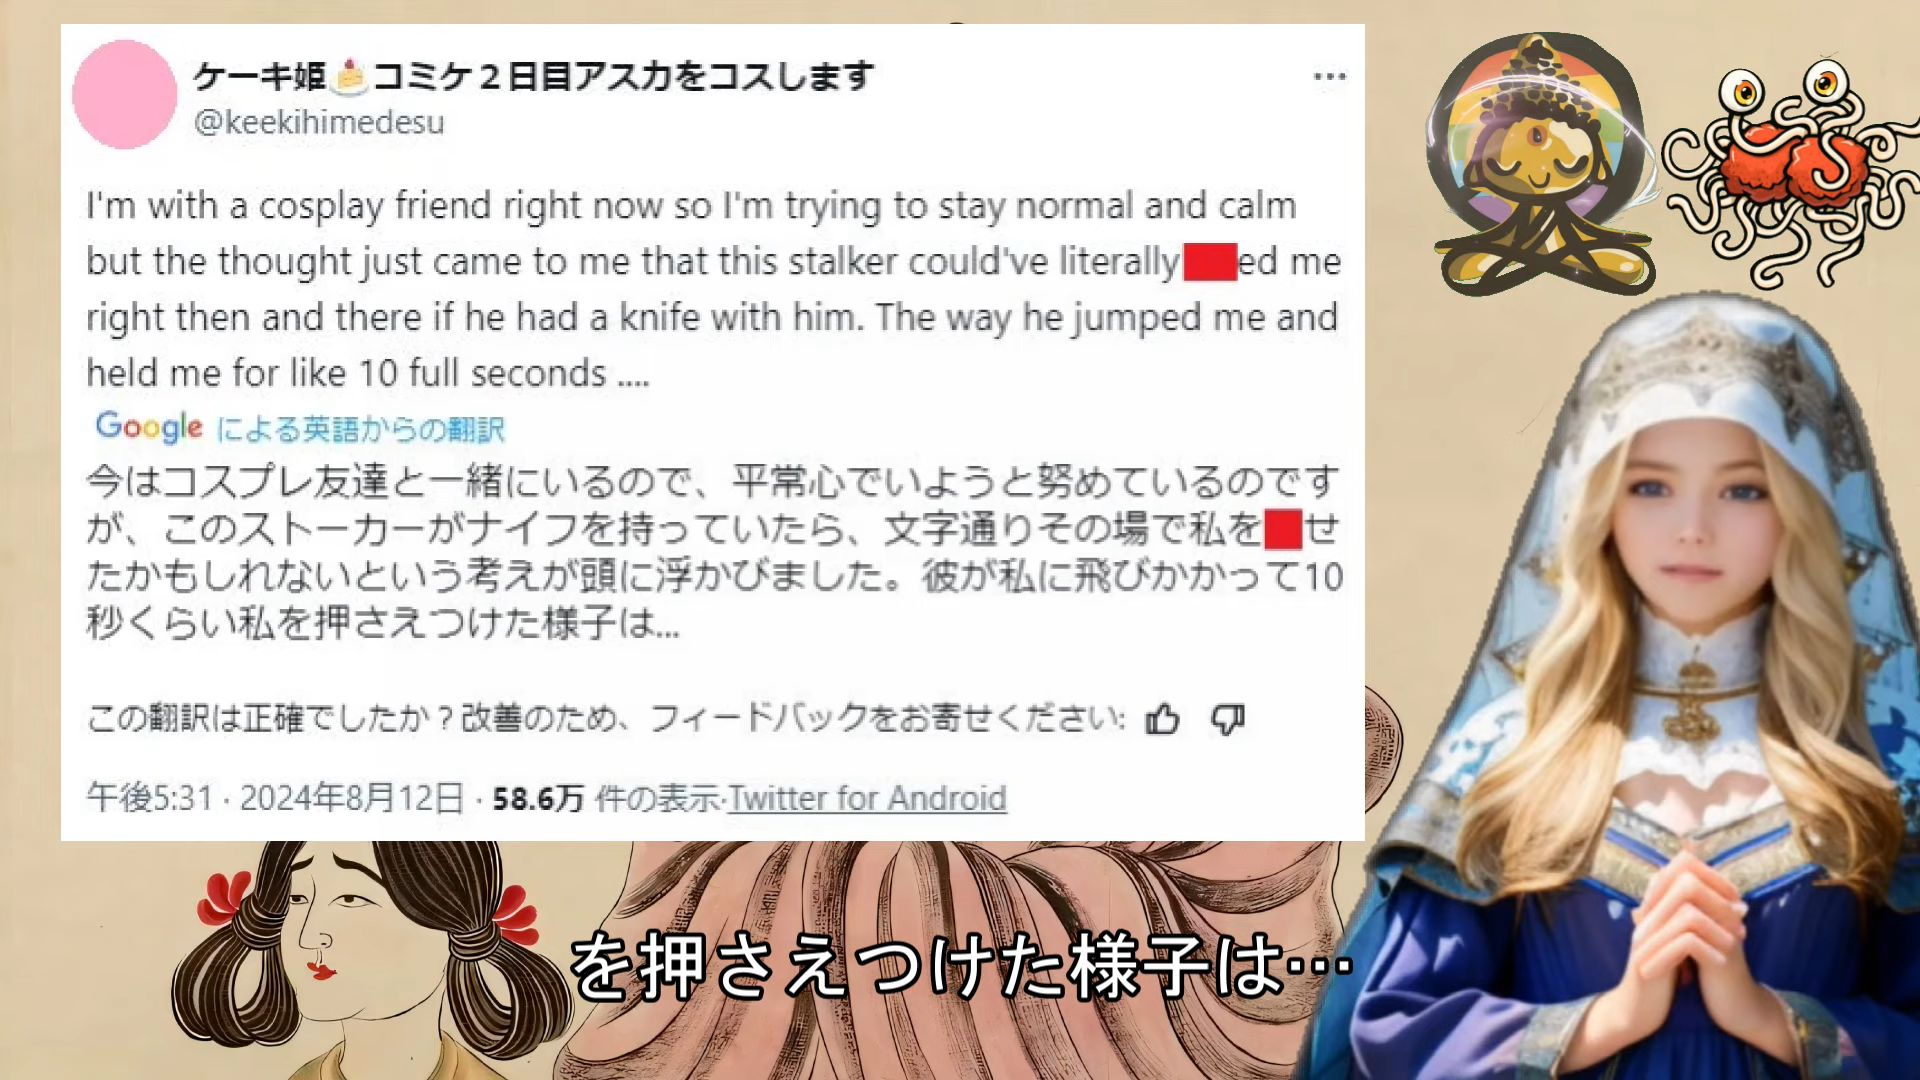 ケーキ姫🍰コミケ2日目アスカをコスします
@keekihimedesu
I'm with a cosplay friend right now so I'm trying to stay normal and calm
but the thought just came to me that this stalker could've literally ed me
right then and there if he had a knife with him. The way he jumped me and
held me for like 10 full seconds ....
Google による英語からの翻訳
今はコスプレ友達と一緒にいるので、平常心でいようと努めているのです
が、このストーカーがナイフを持っていたら、文字通りその場で私を せ
たかもしれないという考えが頭に浮かびました。彼が私に飛びかかって10
秒くらい私を押さえつけた様子は...
この翻訳は正確でしたか？改善のため、フィードバックをお寄せください:
午後5:31 · 2024年8月12日 · 58.6万 件の表示·Twitter for Android
を押さえつけた様子は…